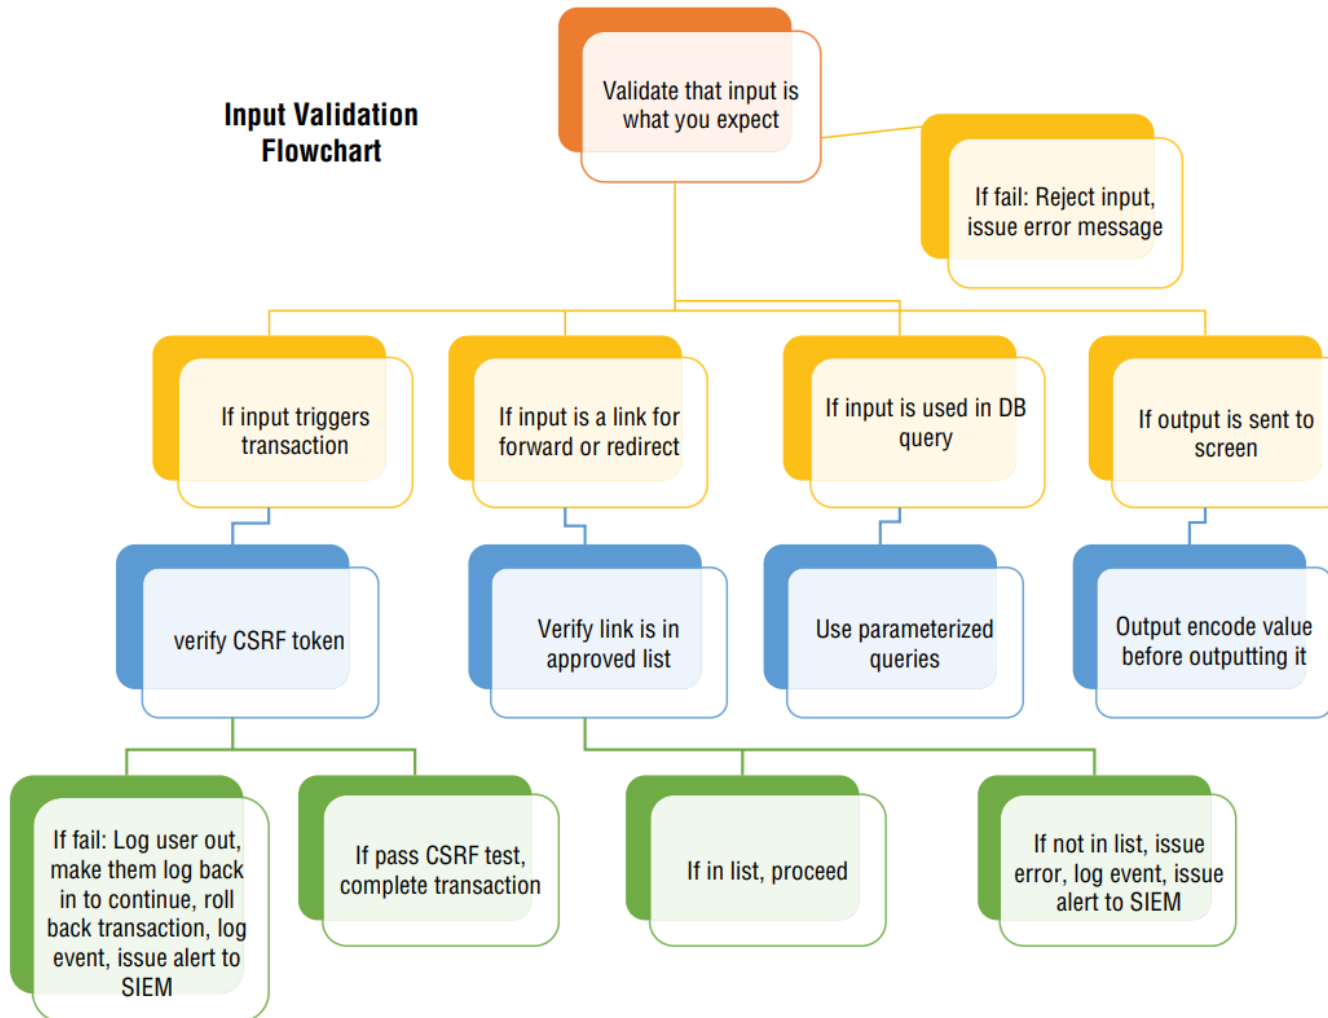 Input Validation
Flowchart
Validate that input is
what you expect
If fail: Reject input,
issue error message
If input triggers
transaction
If input is a link for
forward or redirect
If input is used in DB
query
If output is sent to
screen
verify CSRF token
Verify link is in
approved list
Use parameterized
queries
Output encode value
before outputting it
If fail: Log user out,
make them log back
in to continue, roll
back transaction, log
event, issue alert to
SIEM
If pass CSRF test,
complete transaction
If in list, proceed
If not in list, issue
error, log event, issue
alert to SIEM